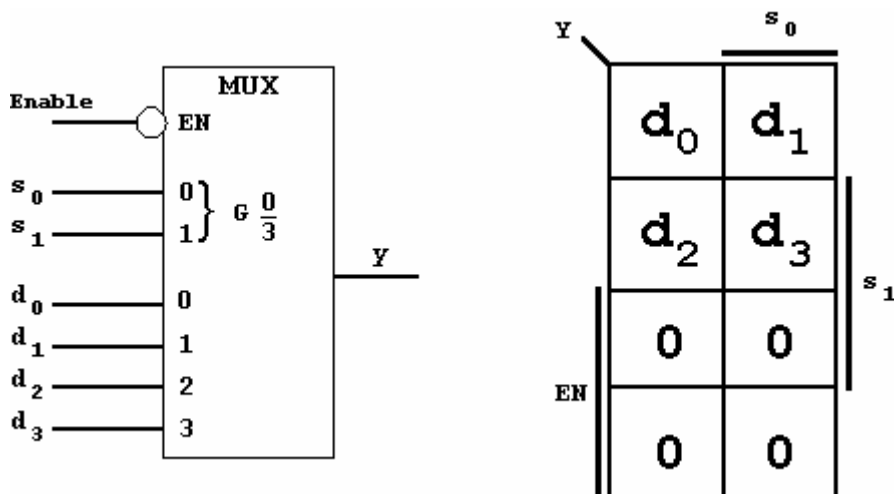 MUX
Enable
EN
s0 0
s1 1
} G 0/3
y
d0 0
d1 1
d2 2
d3 3
Y
s0
d0 d1
d2 d3
s1
0 0
EN
0 0